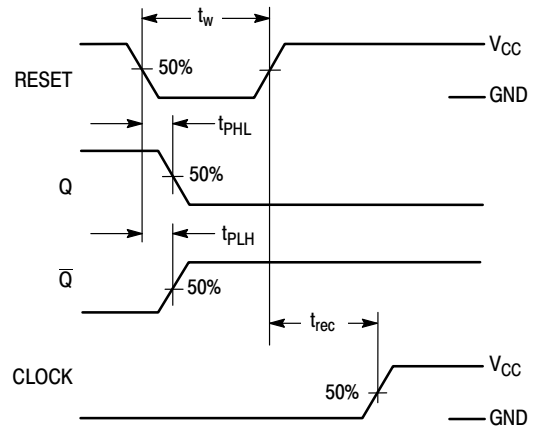 t_w
V_CC
50%
RESET
GND
t_PHL
50%
Q
t_PLH
Q̅
50%
t_rec
V_CC
CLOCK
50%
GND